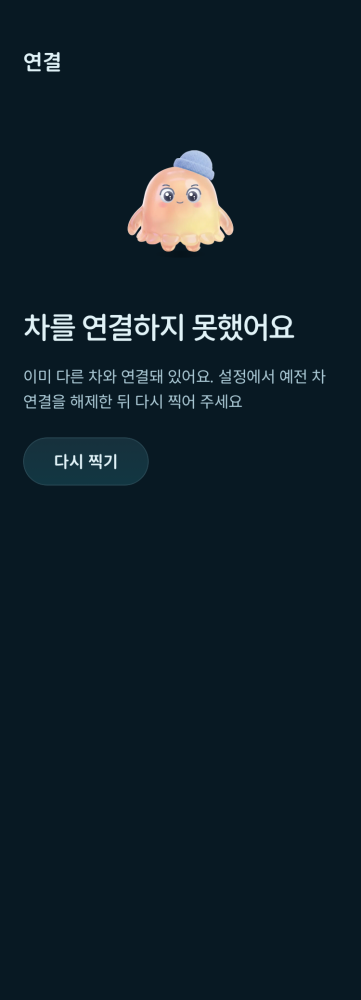 연결
차를 연결하지 못했어요
이미 다른 차와 연결돼 있어요. 설정에서 예전 차
연결을 해제한 뒤 다시 찍어 주세요
다시 찍기